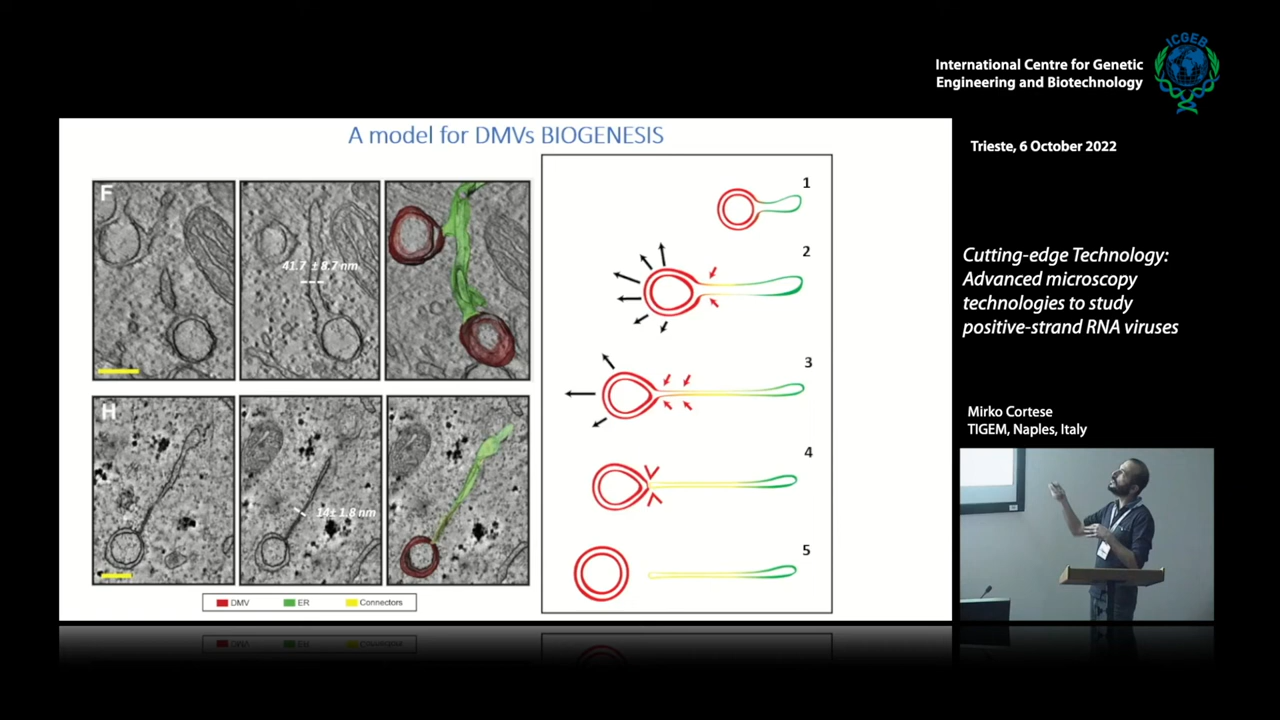 ICGEB
International Centre for Genetic
Engineering and Biotechnology
Trieste, 6 October 2022
A model for DMVs BIOGENESIS
F
41.7 ± 8.7 nm
H
14± 1.8 nm
DMV
ER
Connectors
1
2
3
4
5
Cutting-edge Technology:
Advanced microscopy
technologies to study
positive-strand RNA viruses
Mirko Cortese
TIGEM, Naples, Italy